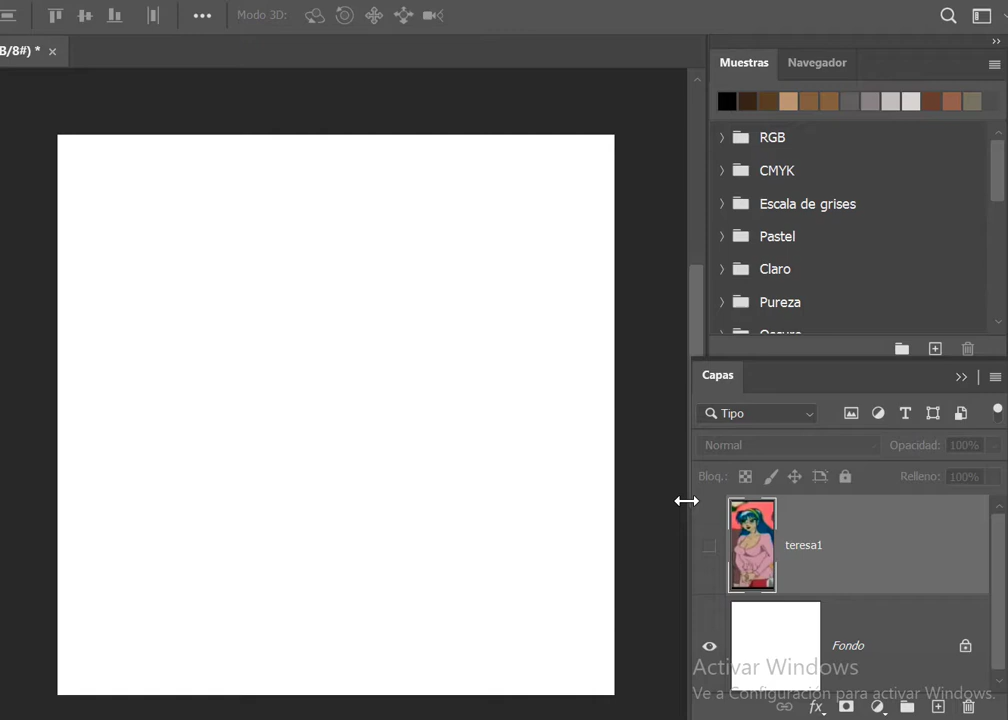 Modo 3D:
B/8#) *
Muestras
Navegador
RGB
CMYK
Escala de grises
Pastel
Claro
Pureza
Oscuro
Capas
Tipo
Normal
Opacidad: 100%
Bloq.:
Relleno: 100%
teresa1
Fondo
Activar Windows
Ve a Configuración para activar Windows.
fx